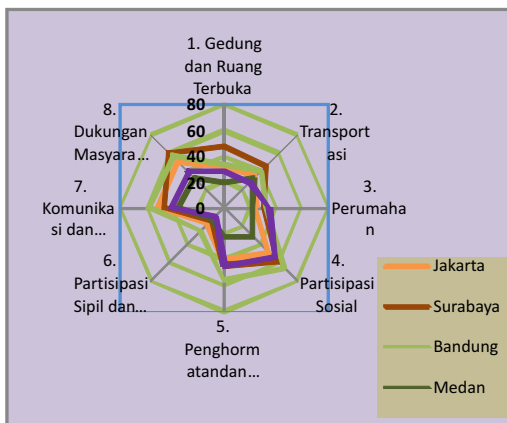 1. Gedung
dan Ruang
Terbuka
2.
Transport
asi
3.
Perumaha
n
4.
Partisipasi
Sosial
5.
Penghorm
atandan...
6.
Partisipasi
Sipil dan...
7.
Komunika
si dan...
8.
Dukungan
Masyara...
80
60
40
20
0
Jakarta
Surabaya
Bandung
Medan